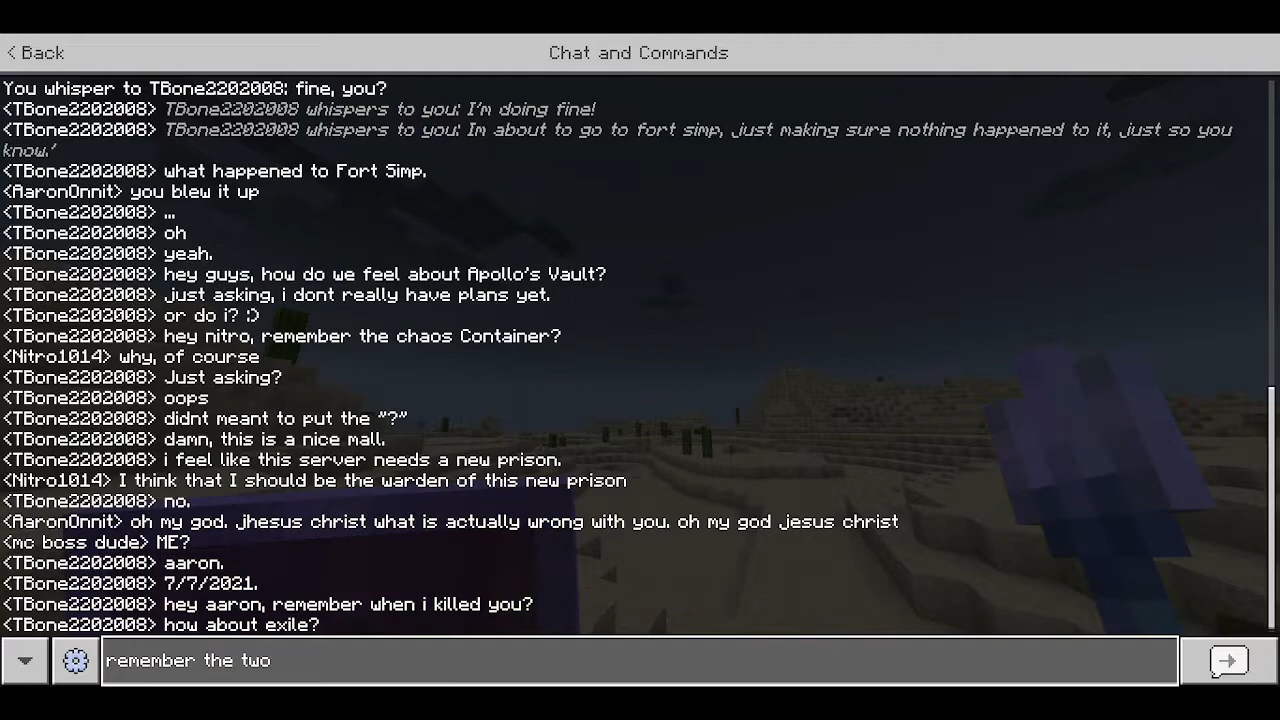 < Back
Chat and Commands
You whisper to TBone2202008: fine, you?
<TBone2202008> TBone2202008 whispers to you: I'm doing fine!
<TBone2202008> TBone2202008 whispers to you: Im about to go to fort simp, just making sure nothing happened to it, just so you
know.'
<TBone2202008> what happened to Fort Simp.
<AaronOnnit> you blew it up
<TBone2202008> ...
<TBone2202008> oh
<TBone2202008> yeah.
<TBone2202008> hey guys, how do we feel about Apollo's Vault?
<TBone2202008> just asking, i dont really have plans yet.
<TBone2202008> or do i? :)
<TBone2202008> hey nitro, remember the chaos Container?
<Nitro1014> why, of course
<TBone2202008> Just asking?
<TBone2202008> oops
<TBone2202008> didnt meant to put the "?"
<TBone2202008> damn, this is a nice mall.
<TBone2202008> i feel like this server needs a new prison.
<Nitro1014> I think that I should be the warden of this new prison
<TBone2202008> no.
<AaronOnnit> oh my god. jhesus christ what is actually wrong with you. oh my god jesus christ
<mc boss dude> ME?
<TBone2202008> aaron.
<TBone2202008> 7/7/2021.
<TBone2202008> hey aaron, remember when i killed you?
<TBone2202008> how about exile?
remember the two